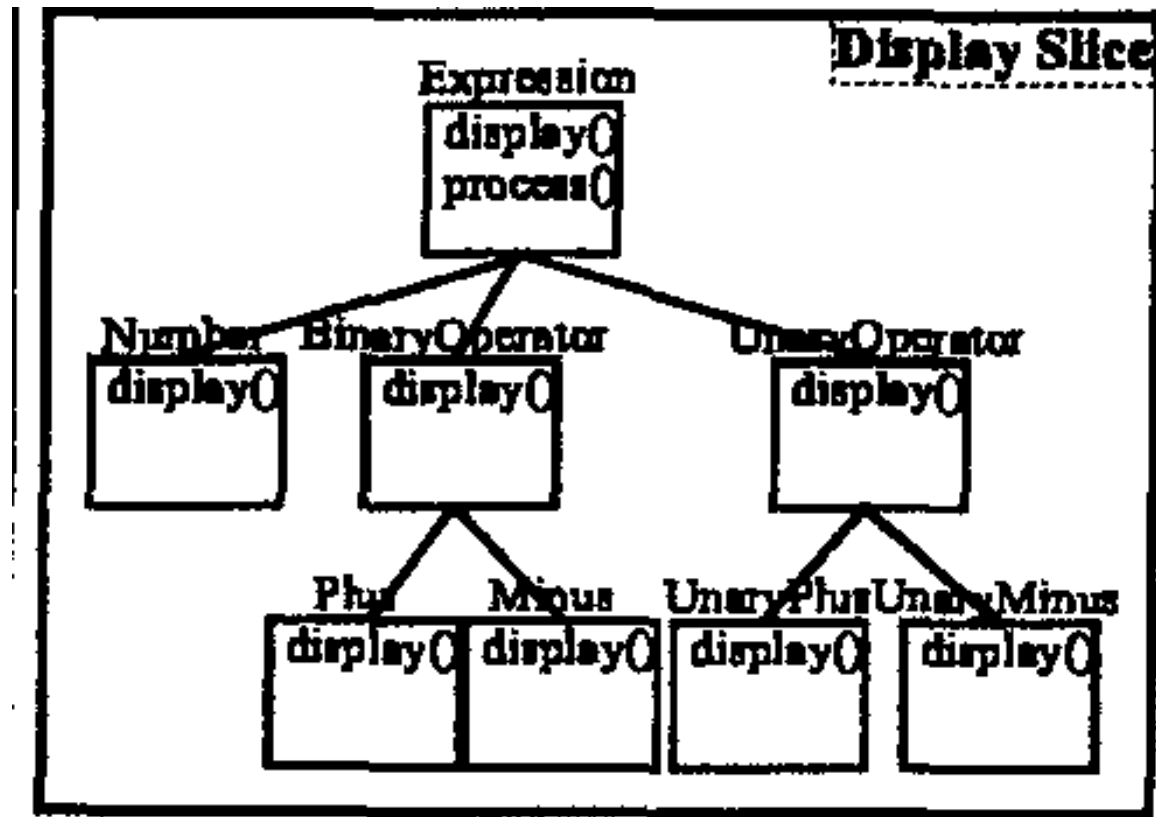 Display Slice
Expression
display()
process()
Number BinaryOperator UnaryOperator
display() display() display()
Plus Minus UnaryPlus UnaryMinus
display() display() display() display()